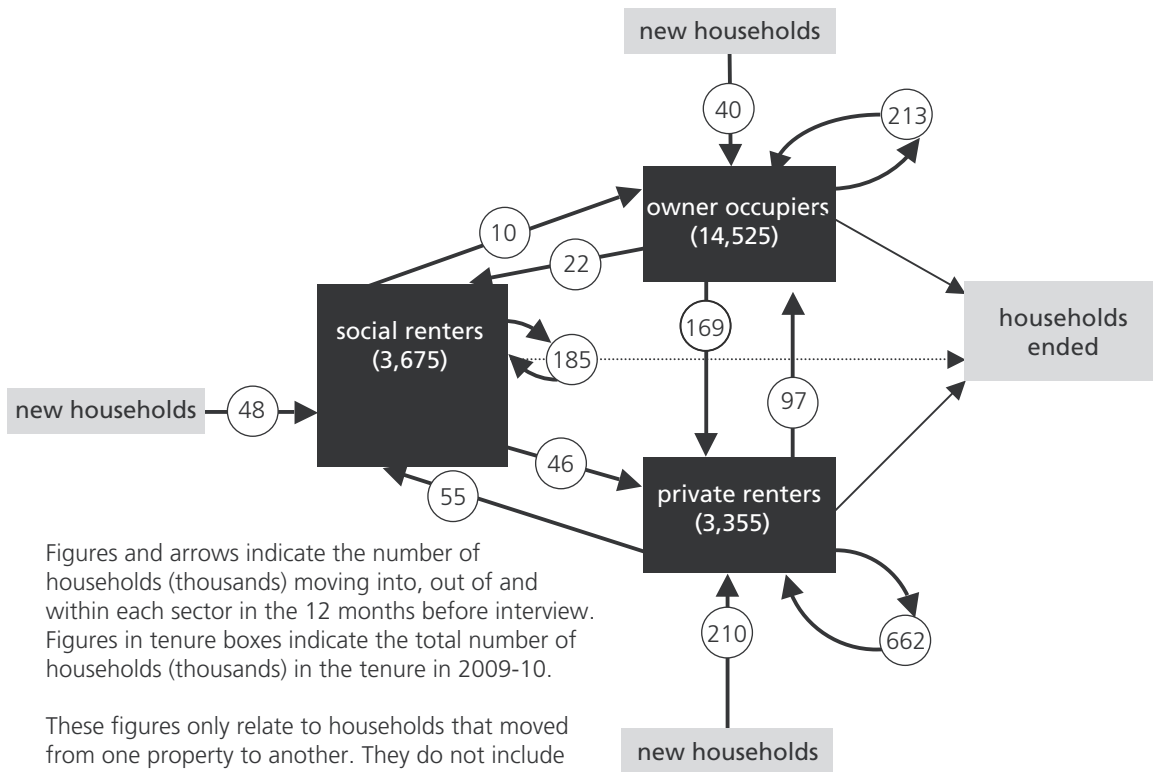 new households
40
213
owner occupiers
(14,525)
10
22
social renters
(3,675)
169
households
ended
185
new households
48
97
46
55
private renters
(3,355)
Figures and arrows indicate the number of
households (thousands) moving into, out of and
within each sector in the 12 months before interview.
Figures in tenure boxes indicate the total number of
households (thousands) in the tenure in 2009-10.
210
662
These figures only relate to households that moved
from one property to another. They do not include
new households